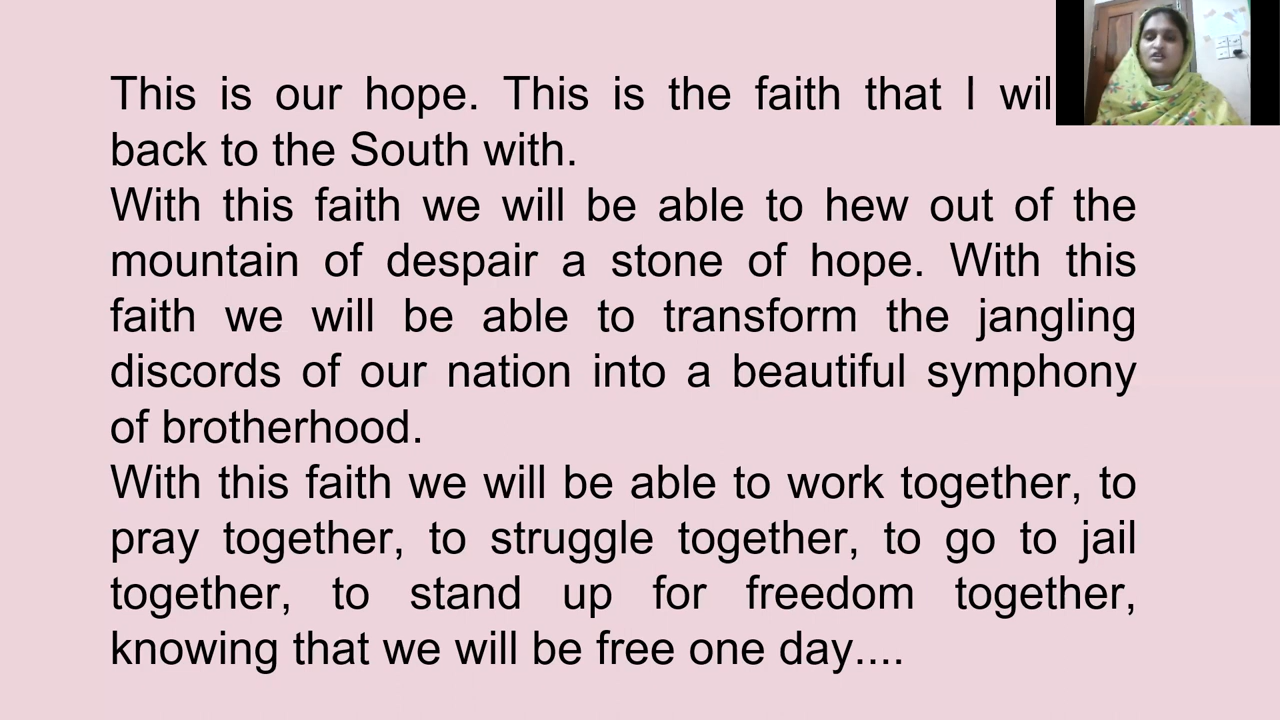 This is our hope. This is the faith that I
back to the South with.
With this faith we will be able to hew out of the
mountain of despair a stone of hope. With this
faith we will be able to transform the jangling
discords of our nation into a beautiful symphony
of brotherhood.
With this faith we will be able to work together, to
pray together, to struggle together, to go to jail
together, to stand up for freedom together,
knowing that we will be free one day....